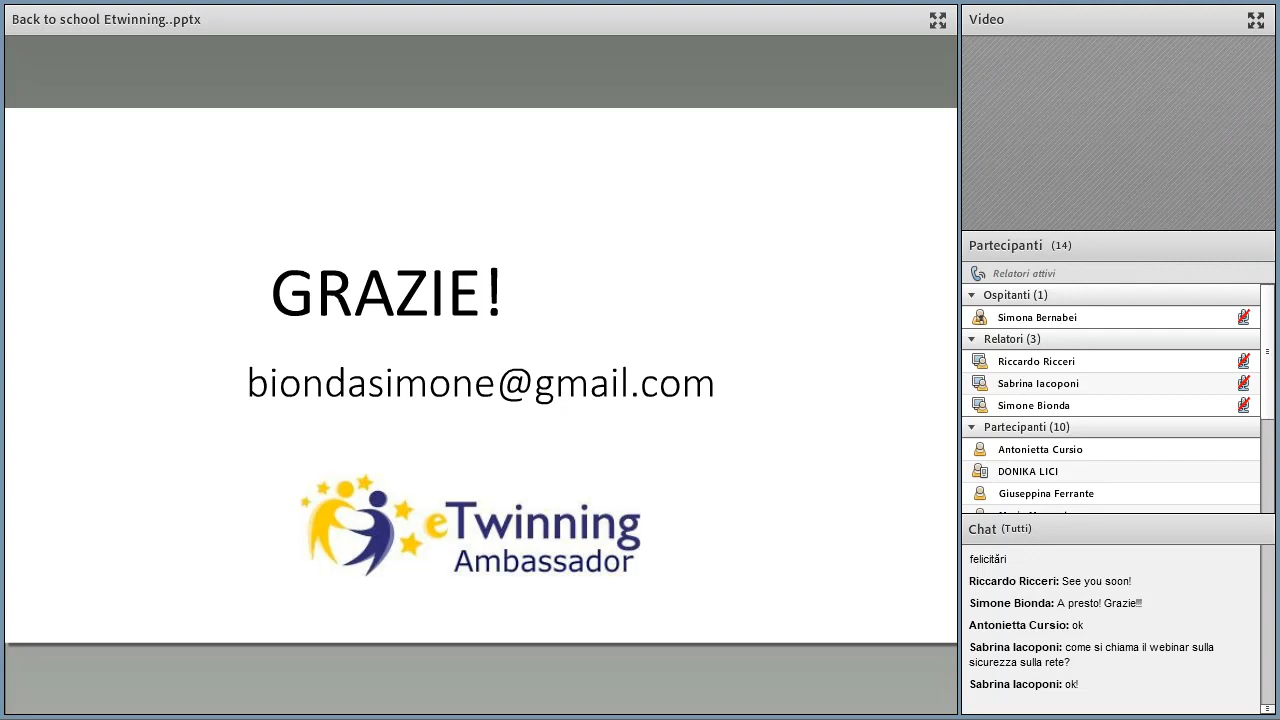 Back to school Etwinning..pptx
GRAZIE!
biondasimone@gmail.com
eTwinning
Ambassador
Video
Partecipanti (14)
Relatori attivi
Ospitanti (1)
Simona Bernabei
Relatori (3)
Riccardo Ricceri
Sabrina Iacoponi
Simone Bionda
Partecipanti (10)
Antonietta Cursio
DONIKA LICI
Giuseppina Ferrante
Chat (Tutti)
felicitări
Riccardo Ricceri: See you soon!
Simone Bionda: A presto! Grazie!!!
Antonietta Cursio: ok
Sabrina Iacoponi: come si chiama il webinar sulla
sicurezza sulla rete?
Sabrina Iacoponi: ok!